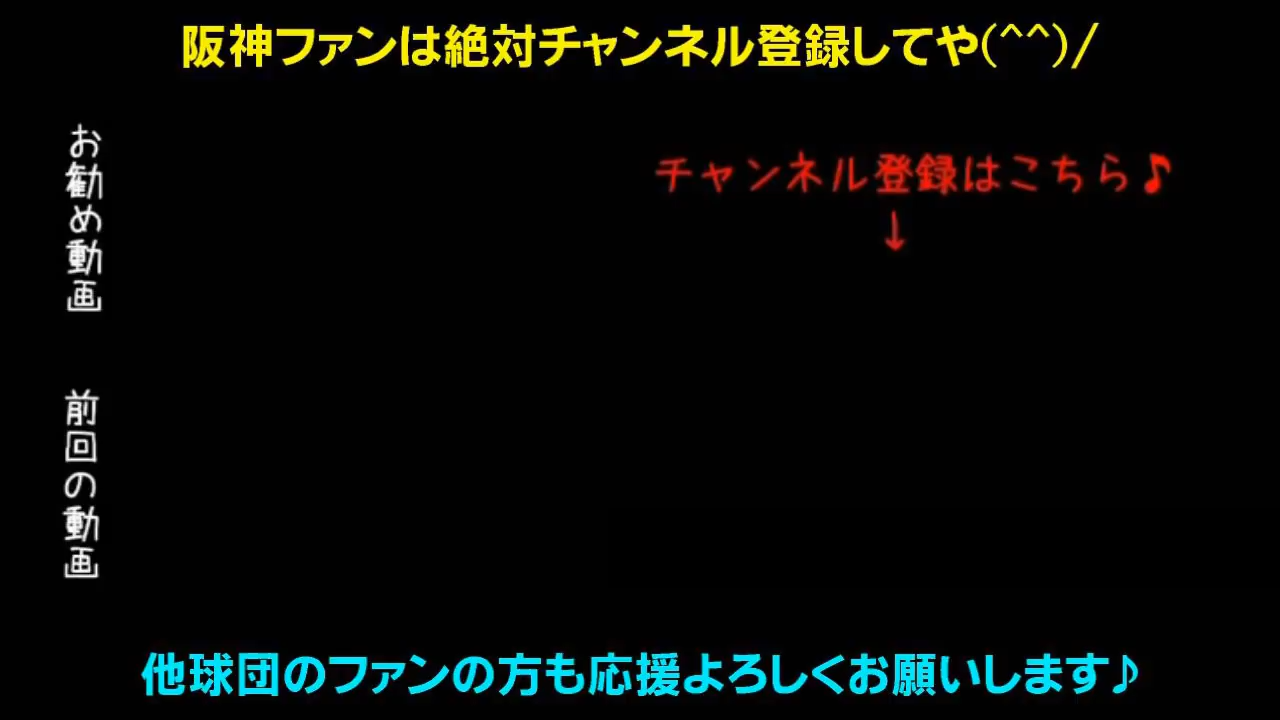 阪神ファンは絶対チャンネル登録してや(^^)/
お勧め動画
チャンネル登録はこちら♪
↓
前回の動画
他球団のファンの方も応援よろしくお願いします♪